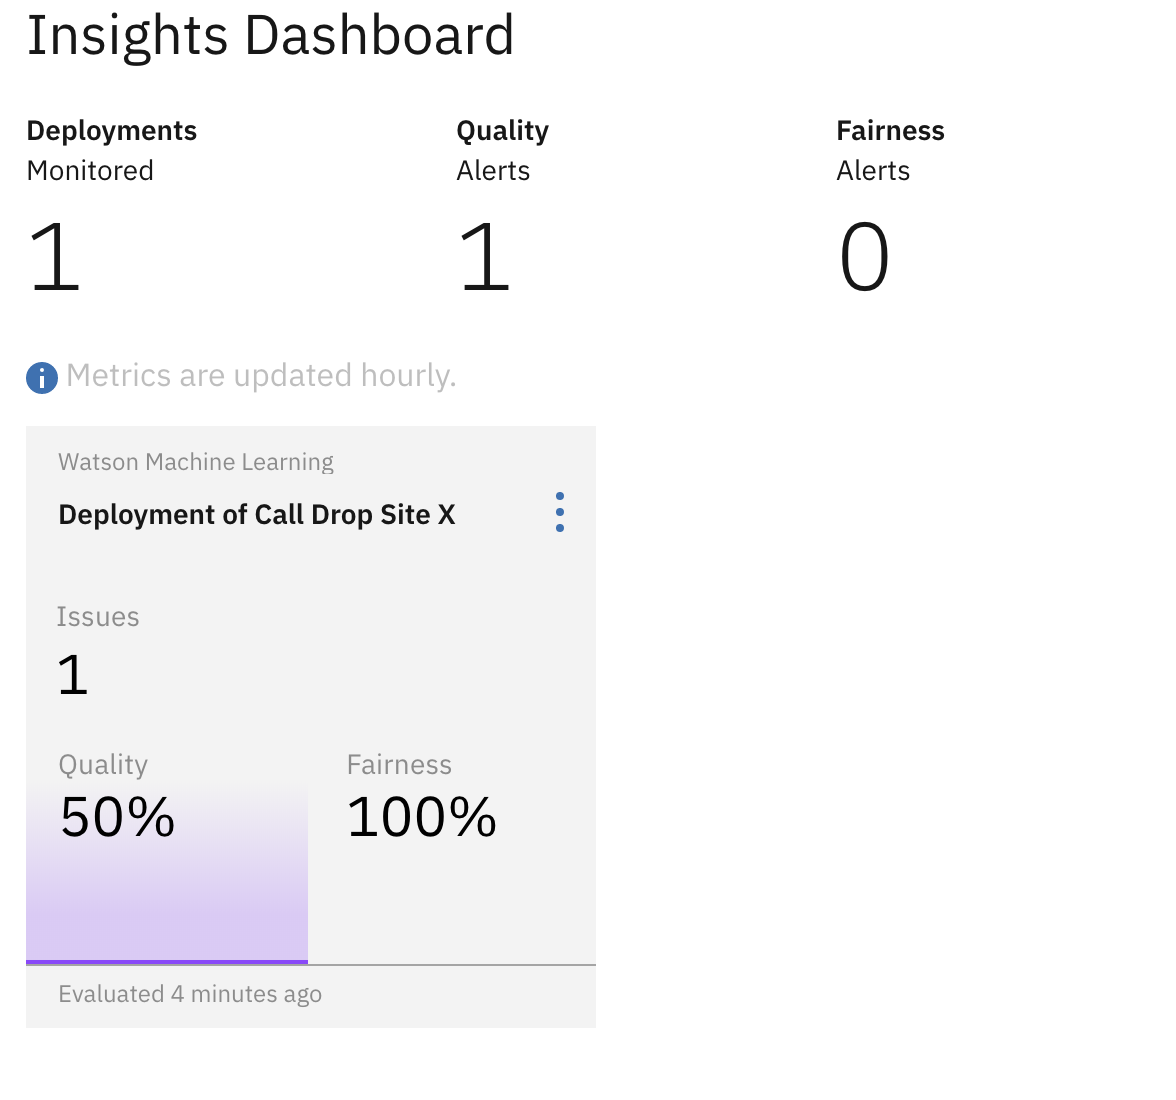 Insights Dashboard
Deployments
Monitored
1
Quality
Alerts
1
Fairness
Alerts
0
Metrics are updated hourly.
Watson Machine Learning
Deployment of Call Drop Site X
Issues
1
Quality
50%
Fairness
100%
Evaluated 4 minutes ago